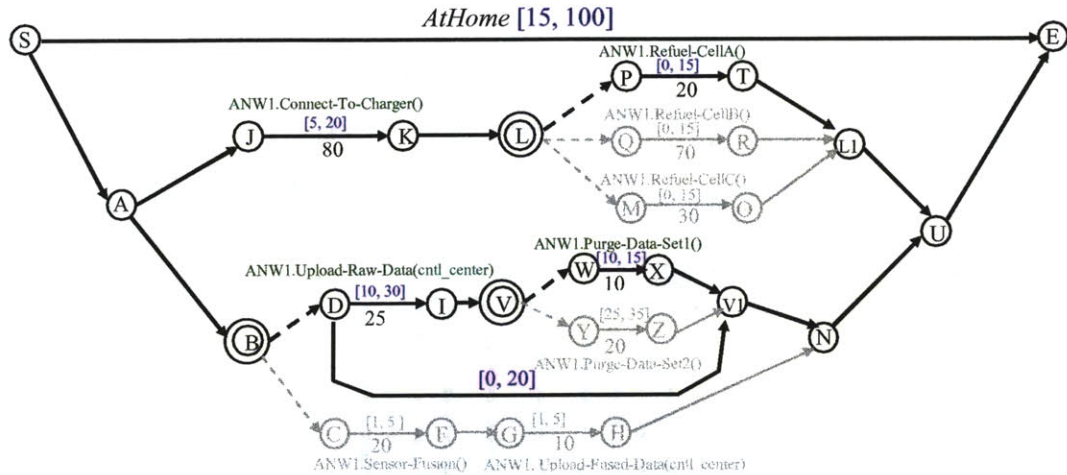 AtHome [15, 100]
S
E
ANW1.Refuel-CellA()
P
[0, 15]
20
T
ANW1.Connect-To-Charger()
J
[5, 20]
80
K
L
ANW1.Refuel-CellB()
Q
[0, 15]
70
R
L1
ANW1.Refuel-CellC()
M
[0, 15]
30
O
A
U
ANW1.Purge-Data-Set1()
W
[10, 15]
10
X
ANW1.Upload-Raw-Data(cntl_center)
D
[10, 30]
25
I
V
V1
Y
[25, 35]
20
Z
ANW1.Purge-Data-Set2()
B
N
[0, 20]
C
[1, 5]
20
F
G
[1, 5]
10
H
ANW1.Sensor-Fusion()
ANW1. Upload-Fused-Data(cntl_center)